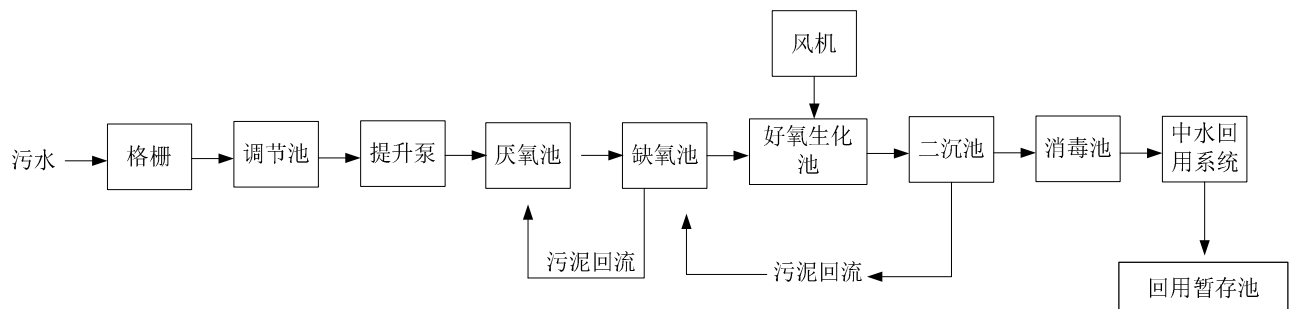 风机
污水
格栅
调节池
提升泵
厌氧池
缺氧池
好氧生化
池
二沉池
消毒池
中水回
用系统
污泥回流
污泥回流
回用暂存池